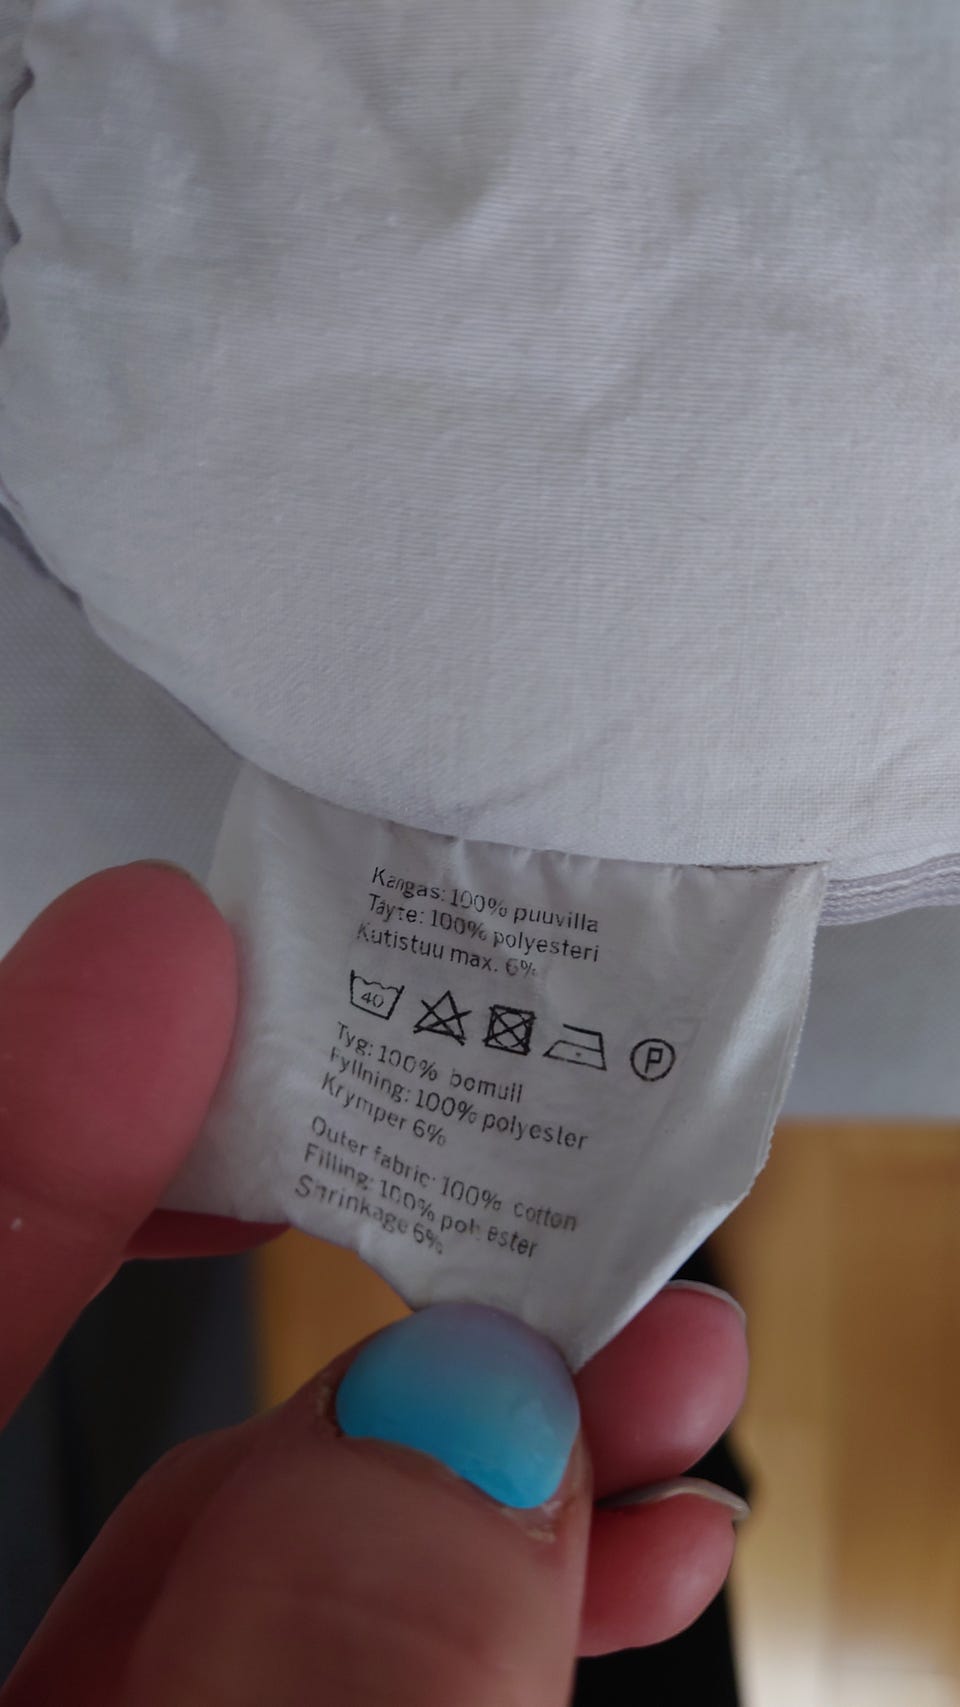 Kangas: 100% puuvilla
Täyte: 100% polyesteri
Kutistuu max. 6%
40
P
Tyg: 100% bomull
Fyllning: 100% polyester
Krymper 6%
Outer fabric: 100% cotton
Filling: 100% polyester
Shrinkage 6%